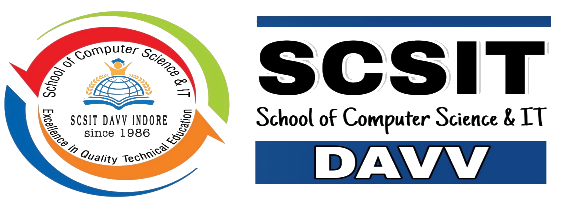 School of Computer Science & IT
SCSIT DAVV INDORE
since 1986
Excellence in Quality Technical Education
SCSIT
School of Computer Science & IT
DAVV